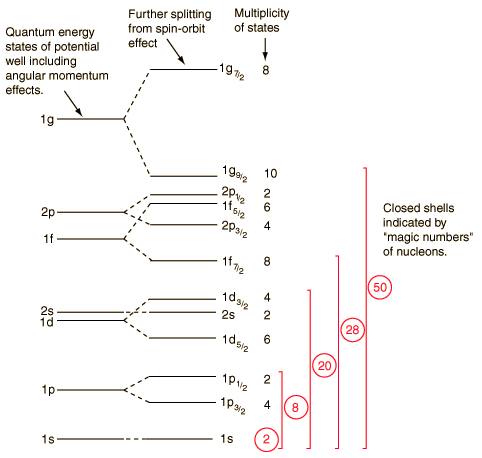 Quantum energy
states of potential
well including
angular momentum
effects.
Further splitting
from spin-orbit
effect
Multiplicity
of states
1g 1g7/2 8
1g9/2 10
2p1/2 2
1f5/2 6
2p 2p3/2 4
1f 1f7/2 8
1d3/2 4
2s 2s 2
1d 1d5/2 6
1p1/2 2
1p 1p3/2 4
1s 1s 2
8
20
28
50
Closed shells
indicated by
"magic numbers"
of nucleons.